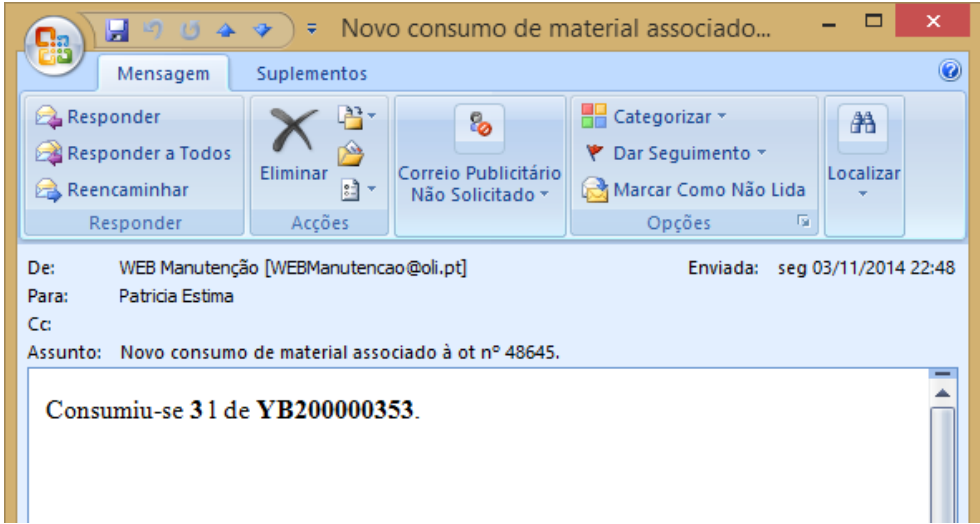 Novo consumo de material associado...
Mensagem Suplementos
Responder
Responder a Todos
Reencaminhar
Responder
Eliminar
Acções
Correio Publicitário
Não Solicitado
Categorizar
Dar Seguimento
Marcar Como Não Lida
Opções
Localizar
De: WEB Manutenção [WEBManutencao@oli.pt] Enviada: seg 03/11/2014 22:48
Para: Patricia Estima
Cc:
Assunto: Novo consumo de material associado à ot nº 48645.
Consumiu-se 3 l de YB200000353.